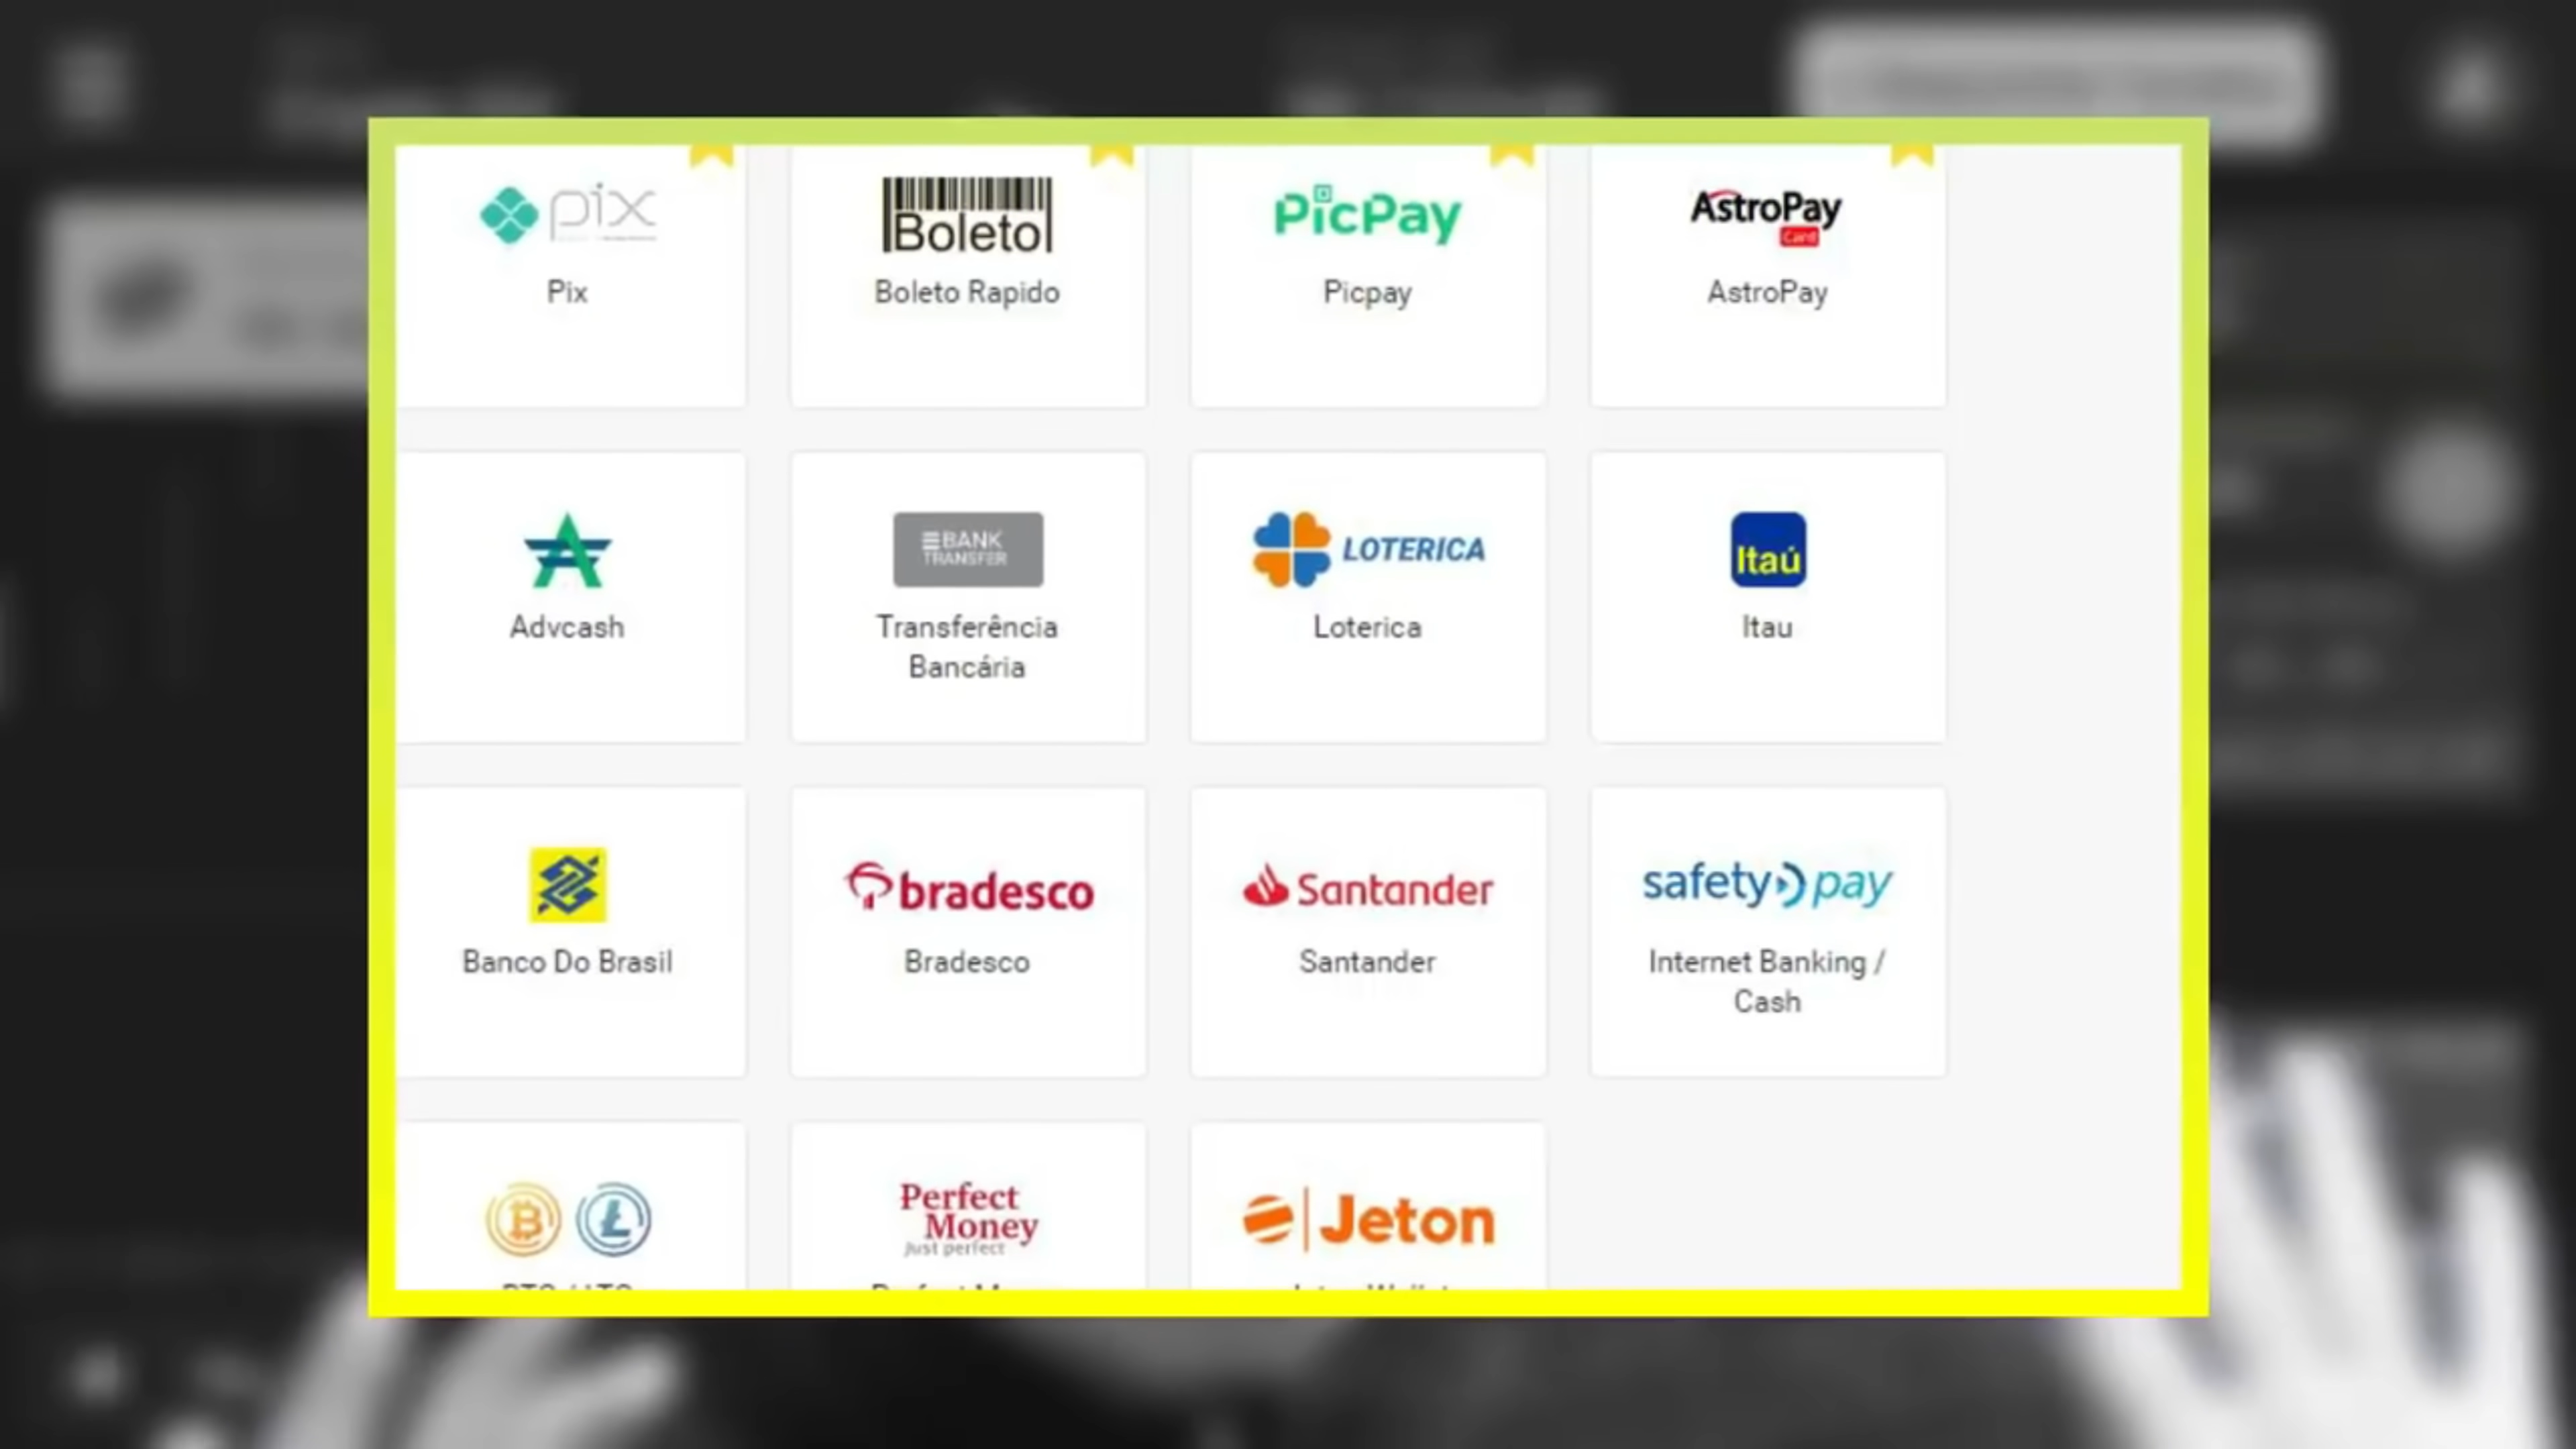 pix
Boleto
PicPay
AstroPay
Card
Pix
Boleto Rapido
Picpay
AstroPay
BANK
TRANSFER
LOTERICA
Itaú
Advcash
Transferência
Bancária
Loterica
Itau
bradesco
Santander
safety pay
Banco Do Brasil
Bradesco
Santander
Internet Banking /
Cash
Perfect
Money
Just perfect
Jeton